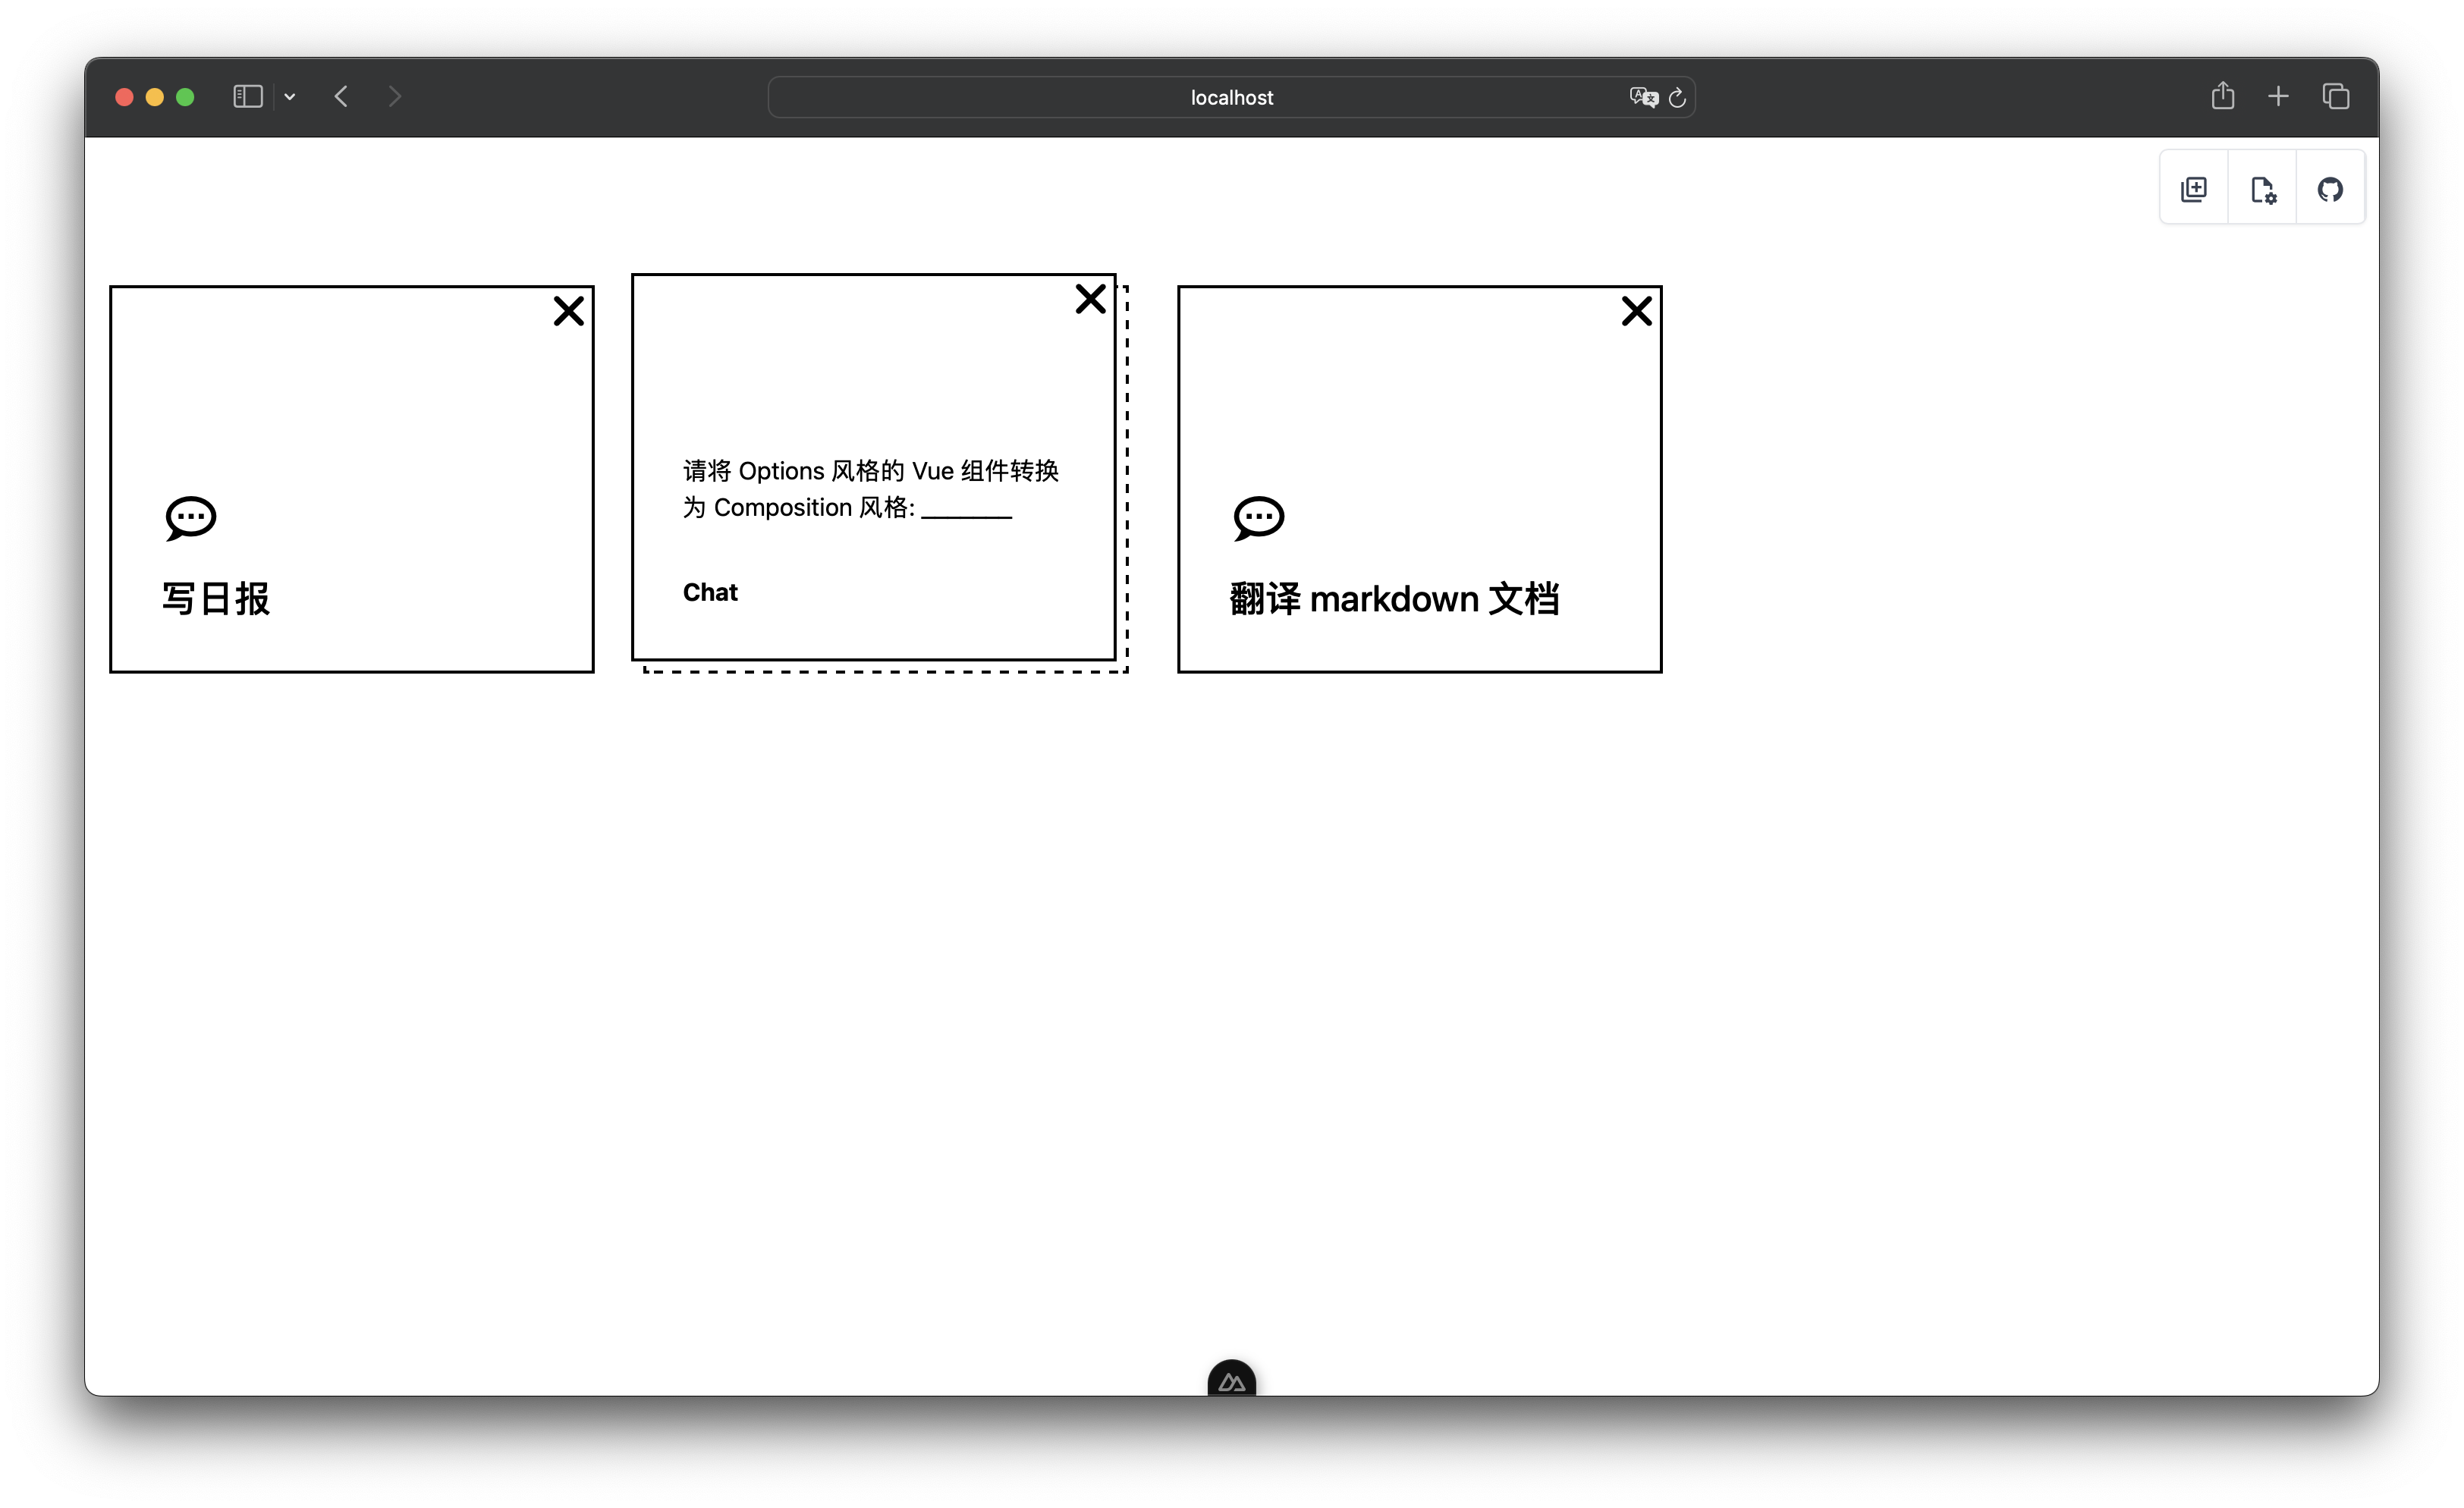 localhost
写日报
请将 Options 风格的 Vue 组件转换
为 Composition 风格: ________
Chat
翻译 markdown 文档